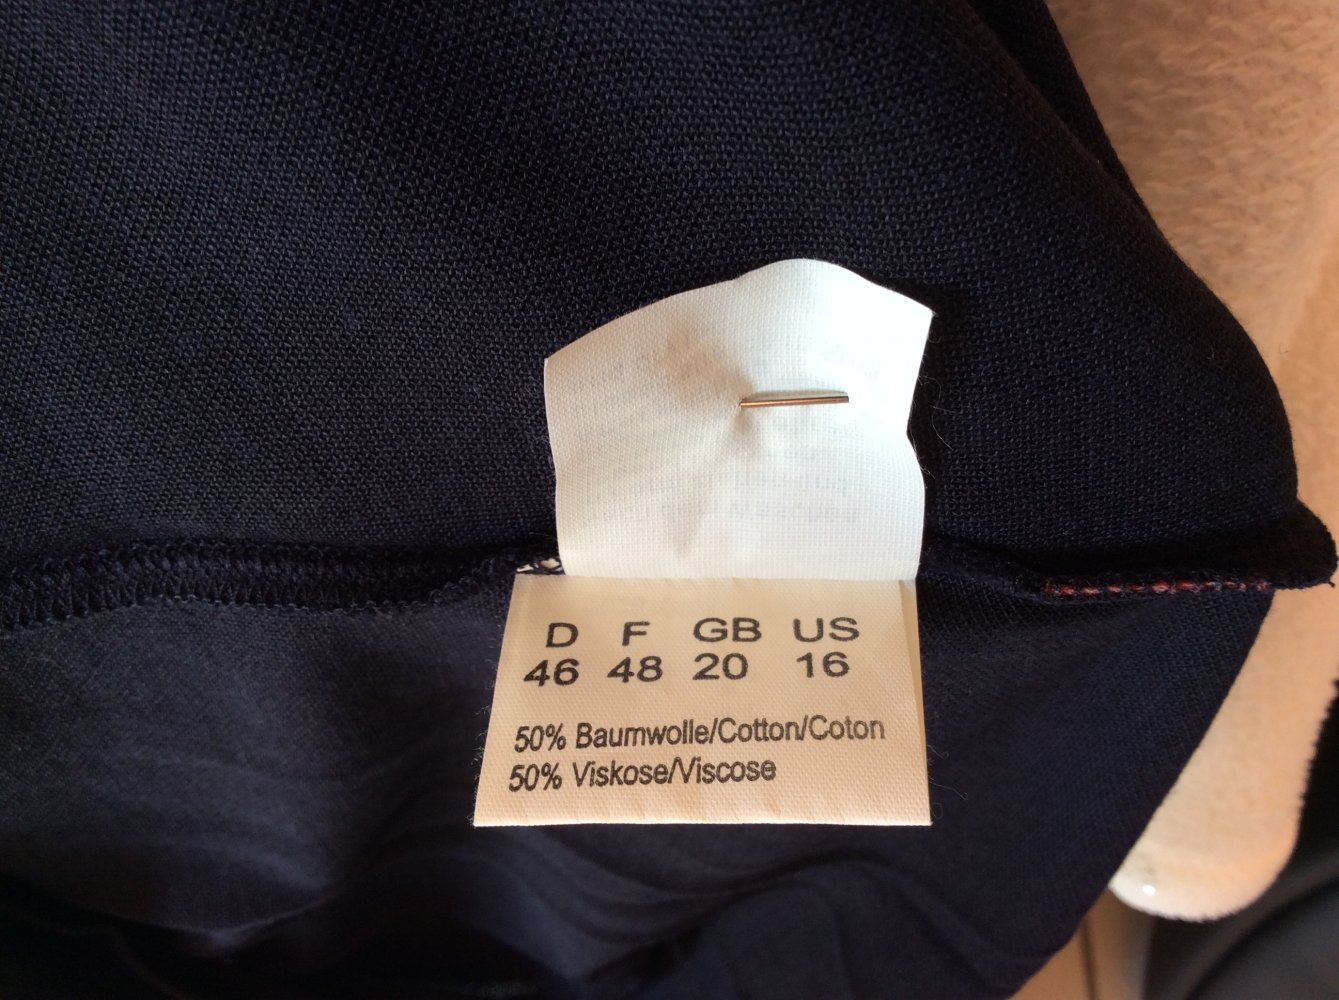 D F GB US
46 48 20 16
50% Baumwolle/Cotton/Coton
50% Viskose/Viscose